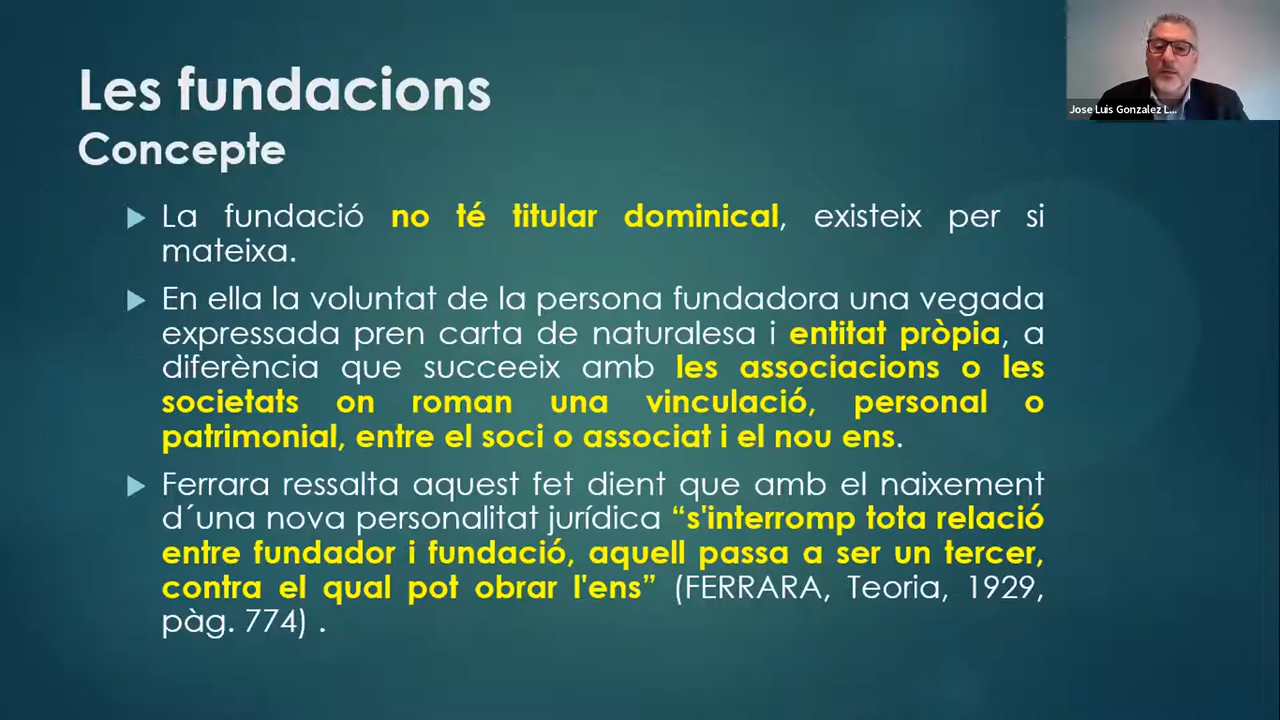 Les fundacions
Concepte
La fundació no té titular dominical, existeix per si
mateixa.
En ella la voluntat de la persona fundadora una vegada
expressada pren carta de naturalesa i entitat pròpia, a
diferència que succeeix amb les associacions o les
societats on roman una vinculació, personal o
patrimonial, entre el soci o associat i el nou ens.
Ferrara ressalta aquest fet dient que amb el naixement
d´una nova personalitat jurídica “s'interromp tota relació
entre fundador i fundació, aquell passa a ser un tercer,
contra el qual pot obrar l'ens” (FERRARA, Teoria, 1929,
pàg. 774) .
Jose Luis Gonzalez L...